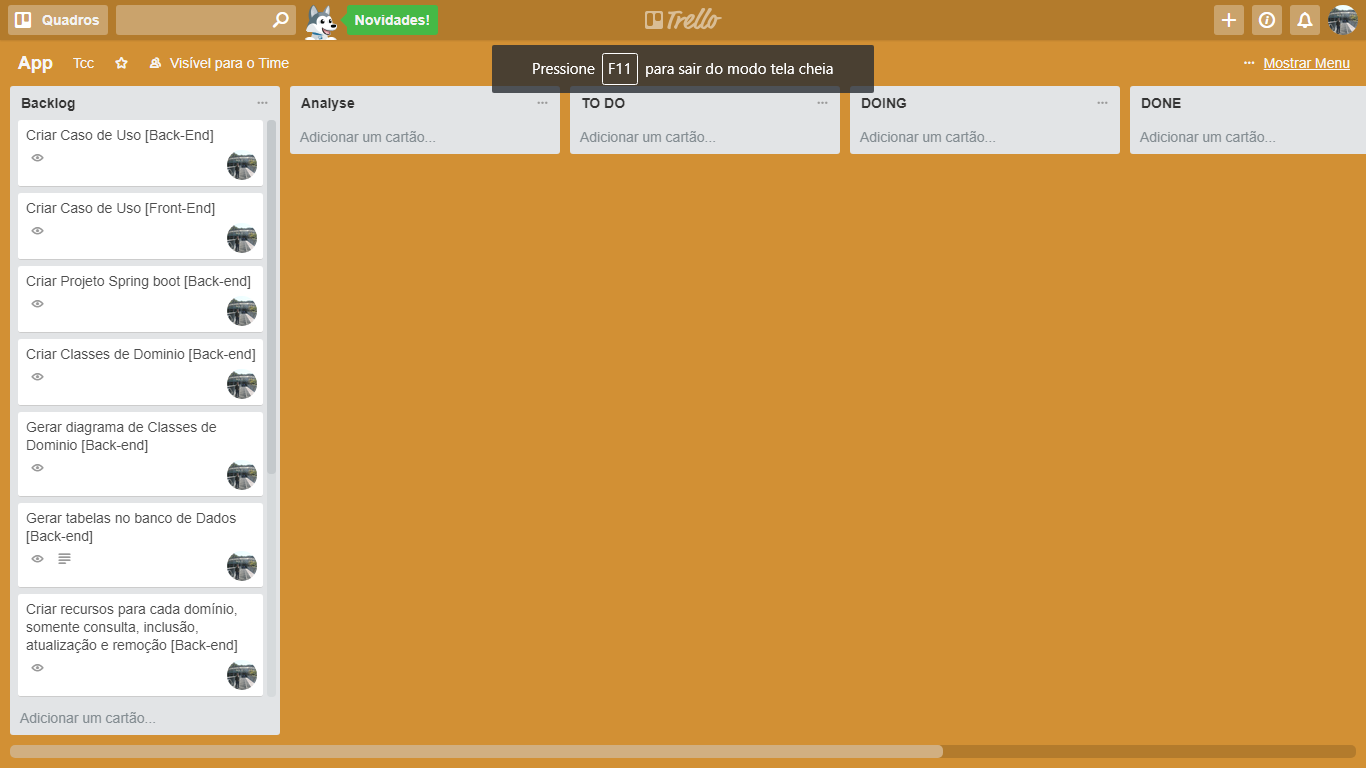 Quadros
Novidades!
Trello
App
Tcc
Visível para o Time
Pressione F11 para sair do modo tela cheia
Mostrar Menu
Backlog
Criar Caso de Uso [Back-End]
Criar Caso de Uso [Front-End]
Criar Projeto Spring boot [Back-end]
Criar Classes de Dominio [Back-end]
Gerar diagrama de Classes de
Dominio [Back-end]
Gerar tabelas no banco de Dados
[Back-end]
Criar recursos para cada domínio,
somente consulta, inclusão,
atualização e remoção [Back-end]
Adicionar um cartão...
Analyse
Adicionar um cartão...
TO DO
Adicionar um cartão...
DOING
Adicionar um cartão...
DONE
Adicionar um cartão...